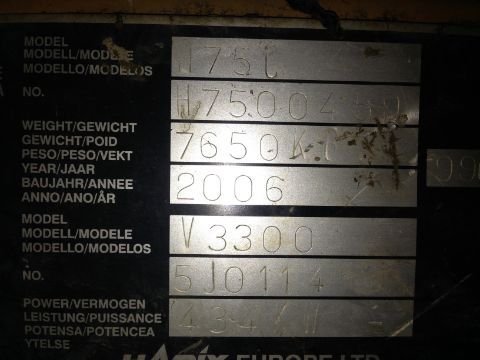 MODEL
MODELL/MODELE
MODELLO/MODELOS
NO.
WEIGHT/GEWICHT
GEWICHT/POID
PESO/PESO/VEKT
7650
YEAR/JAAR
BAUJAHR/ANNEE
ANNO/ANO/ÅR
2006
MODEL
MODELL/MODELE
MODELLO/MODELOS
V3300
NO.
POWER/VERMOGEN
LEISTUNG/PUISSANCE
POTENSA/POTENCEA
YTELSE
EUROPE LTD